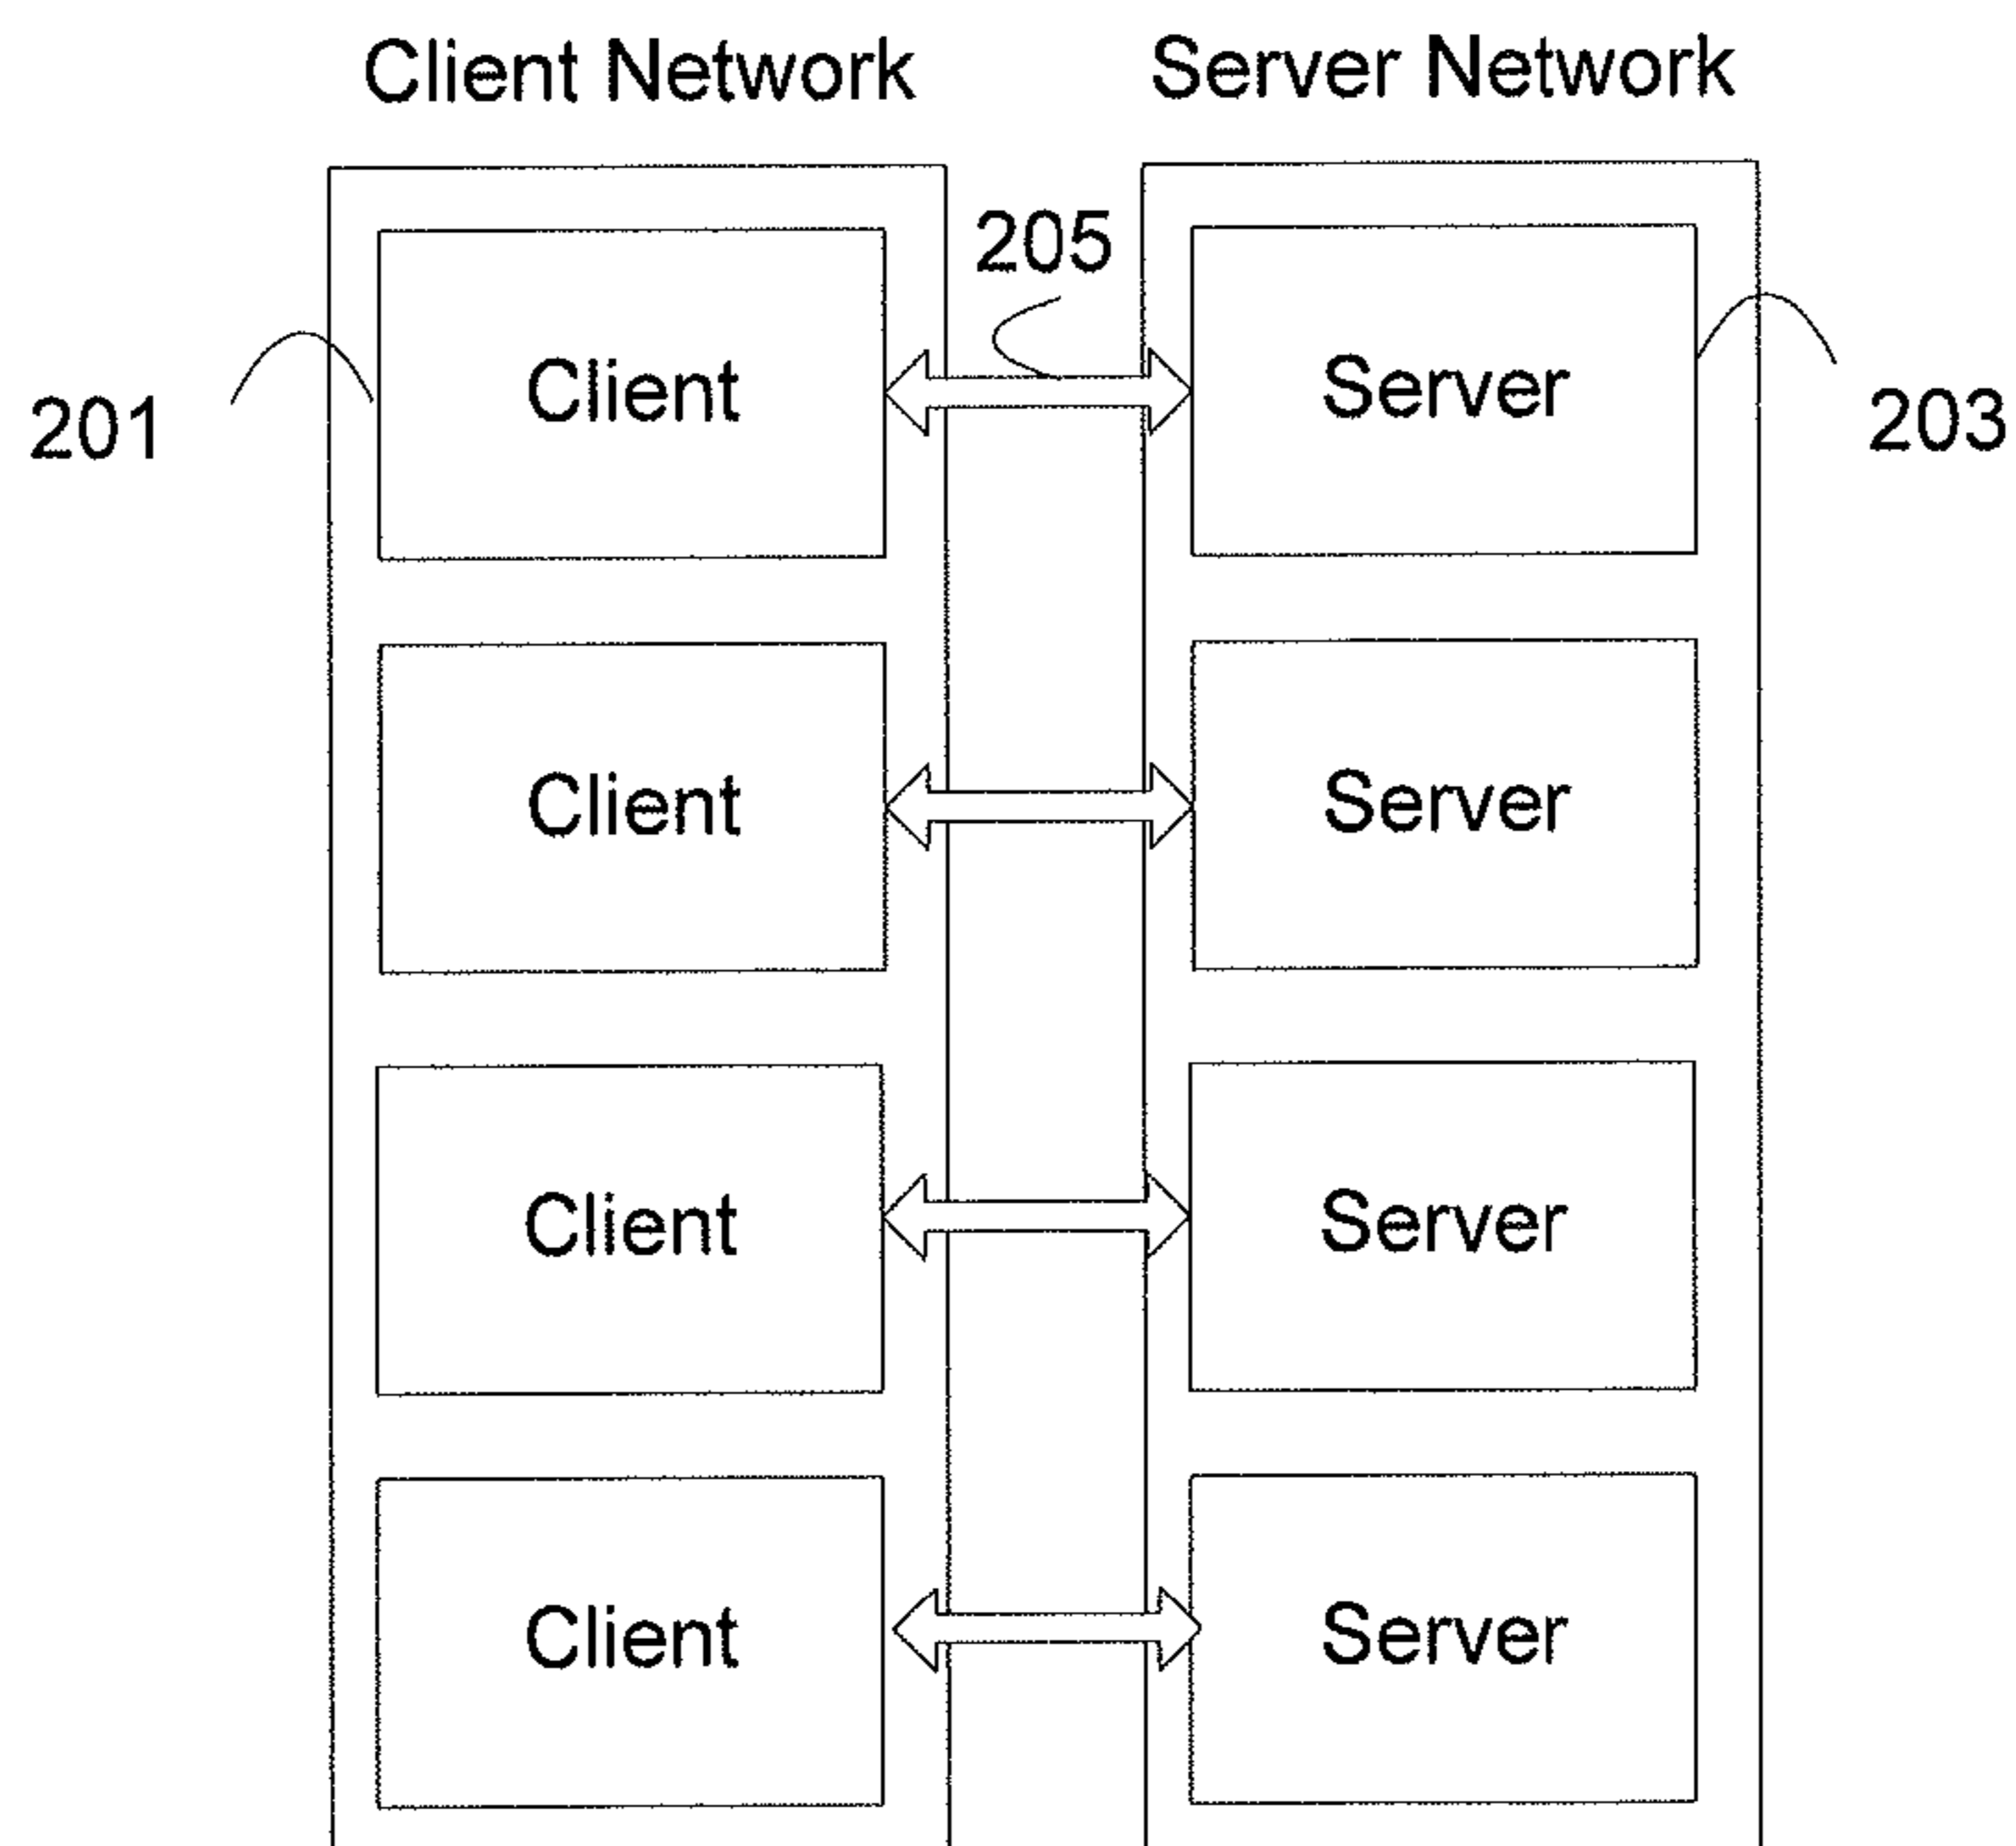 Client Network
Server Network
205
Client
Server
201
203
Client
Server
Client
Server
Client
Server